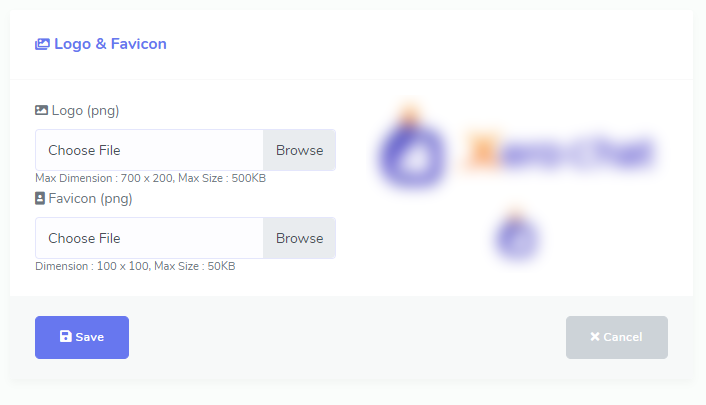 Logo & Favicon
Logo (png)
Choose File Browse
Max Dimension : 700 x 200, Max Size : 500KB
Favicon (png)
Choose File Browse
Dimension : 100 x 100, Max Size : 50KB
Save
Cancel